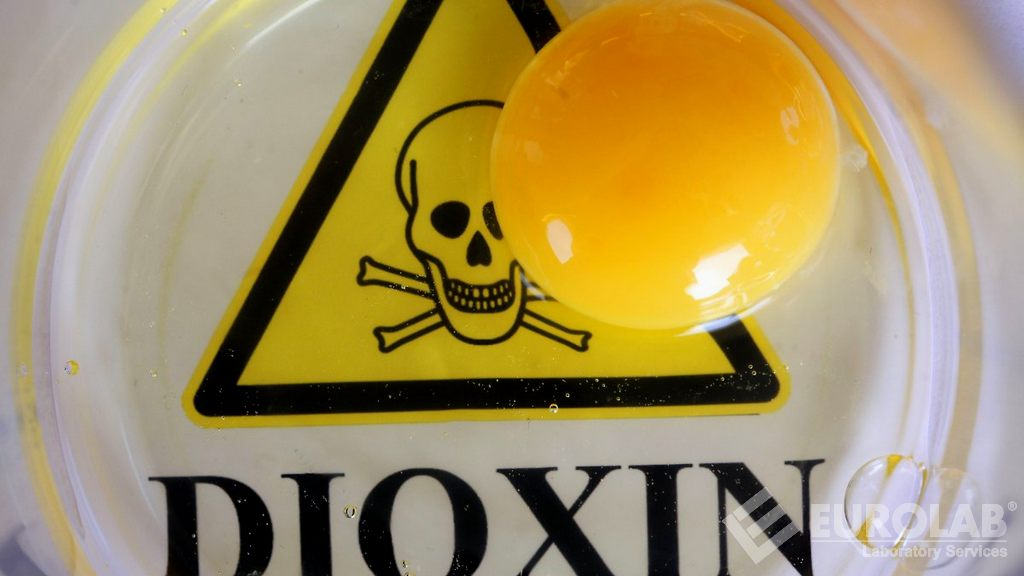 DIOXIN
EUROLAB®
Laboratory Services